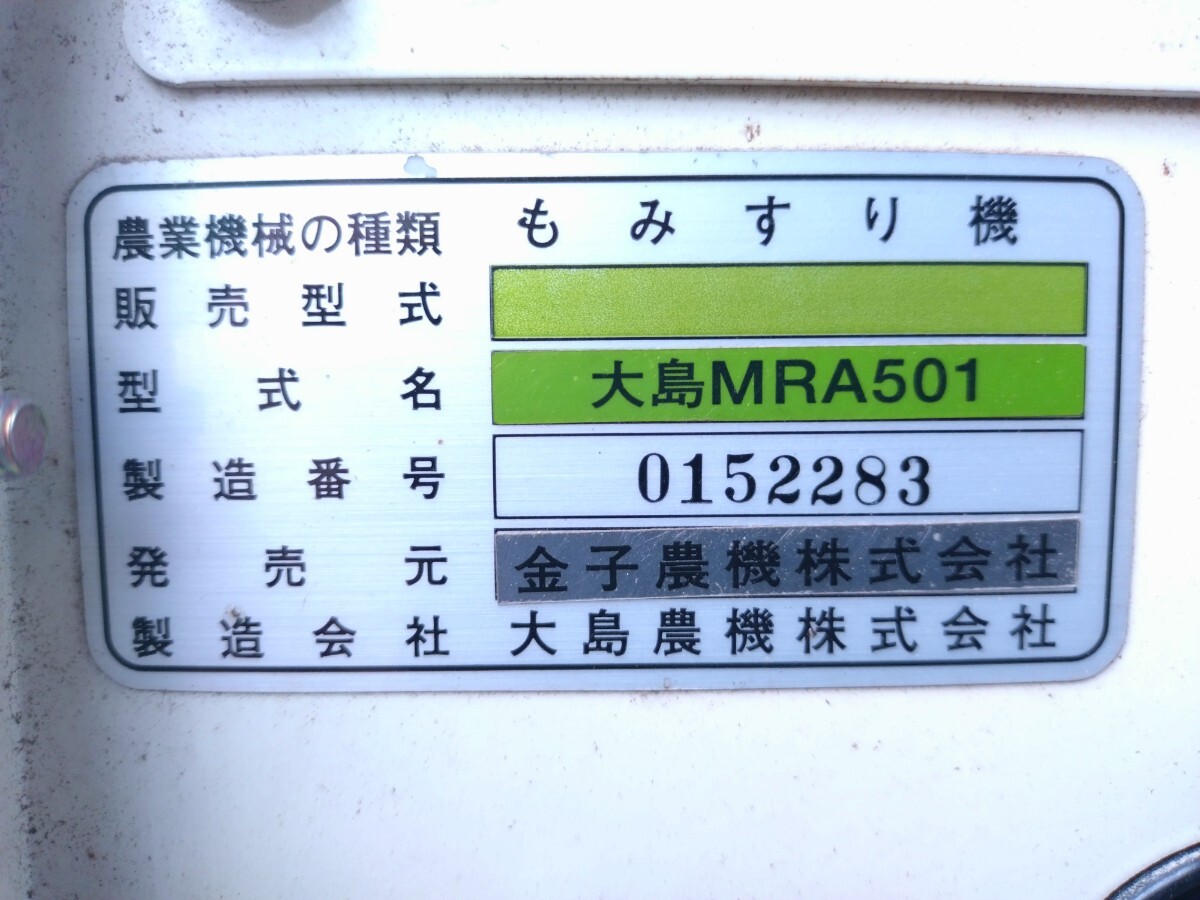 農業機械の種類 もみすり機
販売型式
型式名 大島MRA501
製造番号 0152283
発売元 金子農機株式会社
製造会社 大島農機株式会社